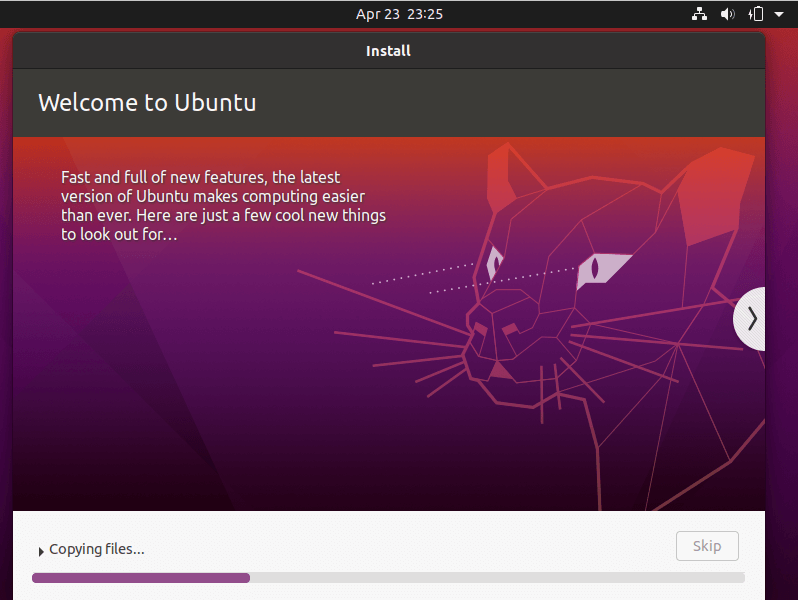 Apr 23 23:25
Install
Welcome to Ubuntu
Fast and full of new features, the latest
version of Ubuntu makes computing easier
than ever. Here are just a few cool new things
to look out for…
Copying files...
Skip